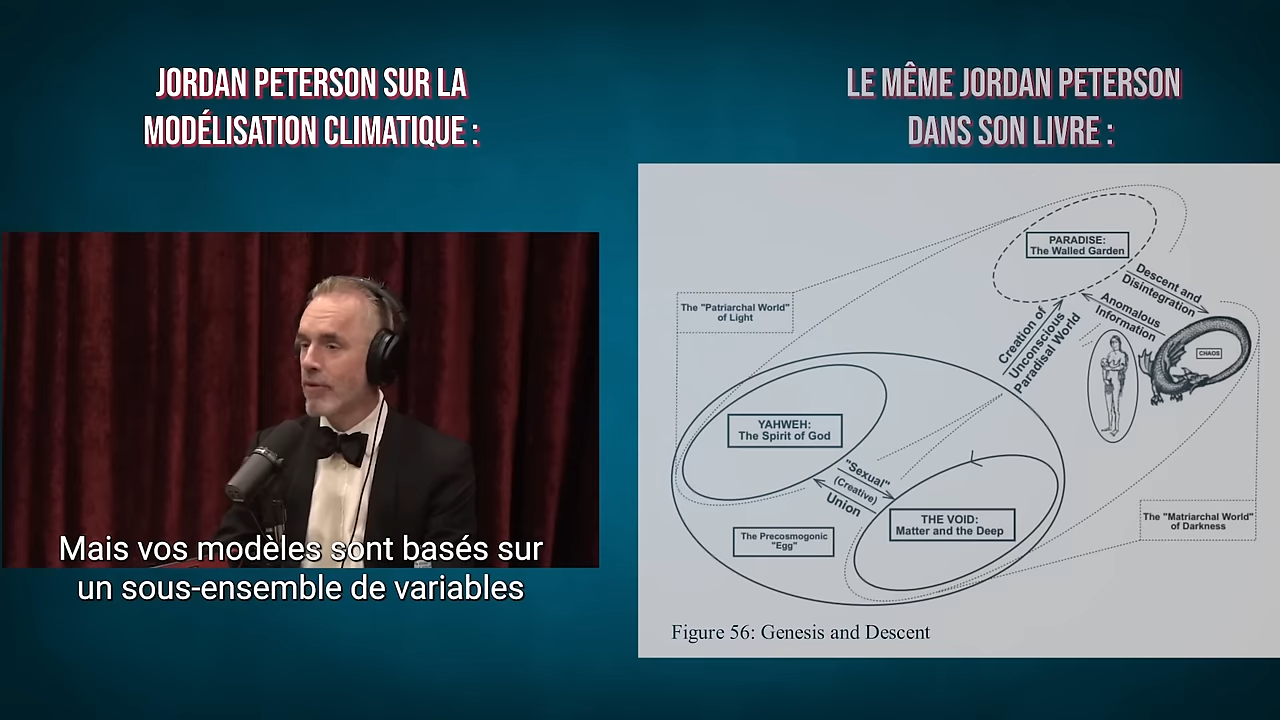 JORDAN PETERSON SUR LA
MODÉLISATION CLIMATIQUE :
Mais vos modèles sont basés sur
un sous-ensemble de variables
LE MÊME JORDAN PETERSON
DANS SON LIVRE :
PARADISE:
The Walled Garden
Descent and
Disintegration
Anomalous
Information
CHAOS
The "Patriarchal World"
of Light
Creation of
Unconscious
Paradisal World
YAHWEH:
The Spirit of God
"Sexual"
(Creative)
Union
THE VOID:
Matter and the Deep
The Precosmogonic
"Egg"
The "Matriarchal World"
of Darkness
Figure 56: Genesis and Descent